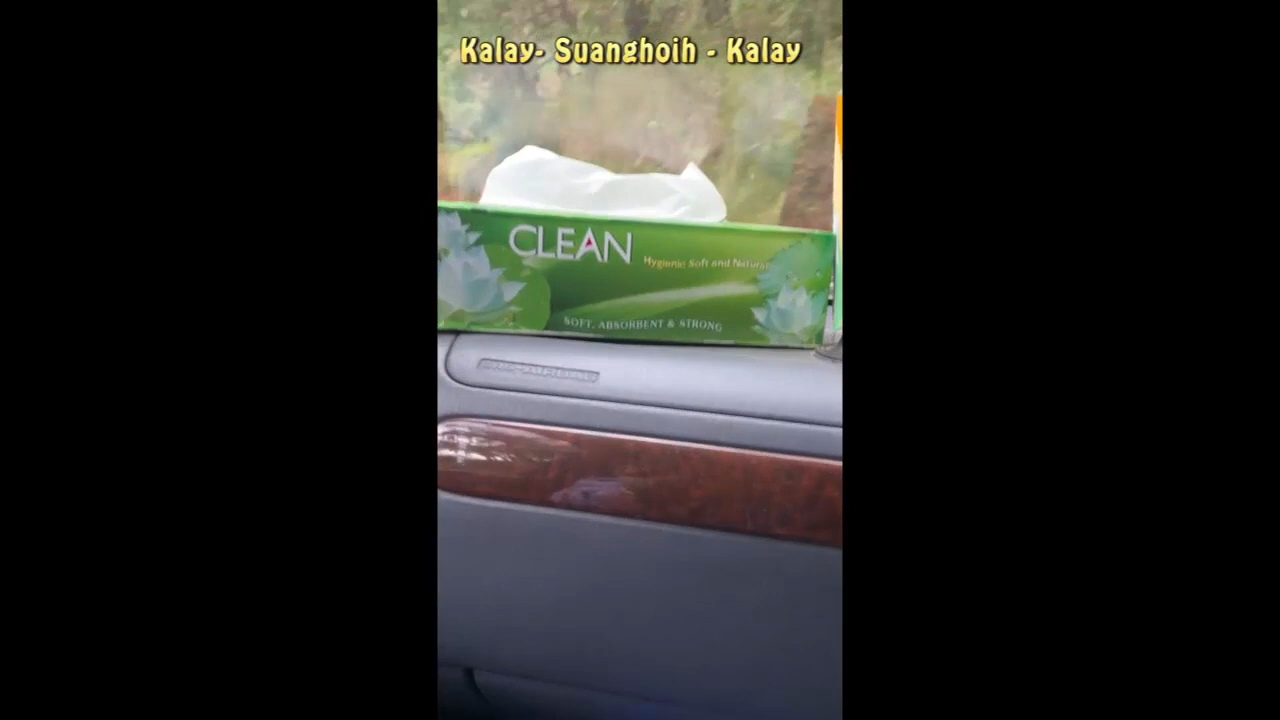 Kalay- Suanghoih - Kalay
CLEAN
Hygienic Soft and Natural
SOFT, ABSORBENT & STRONG